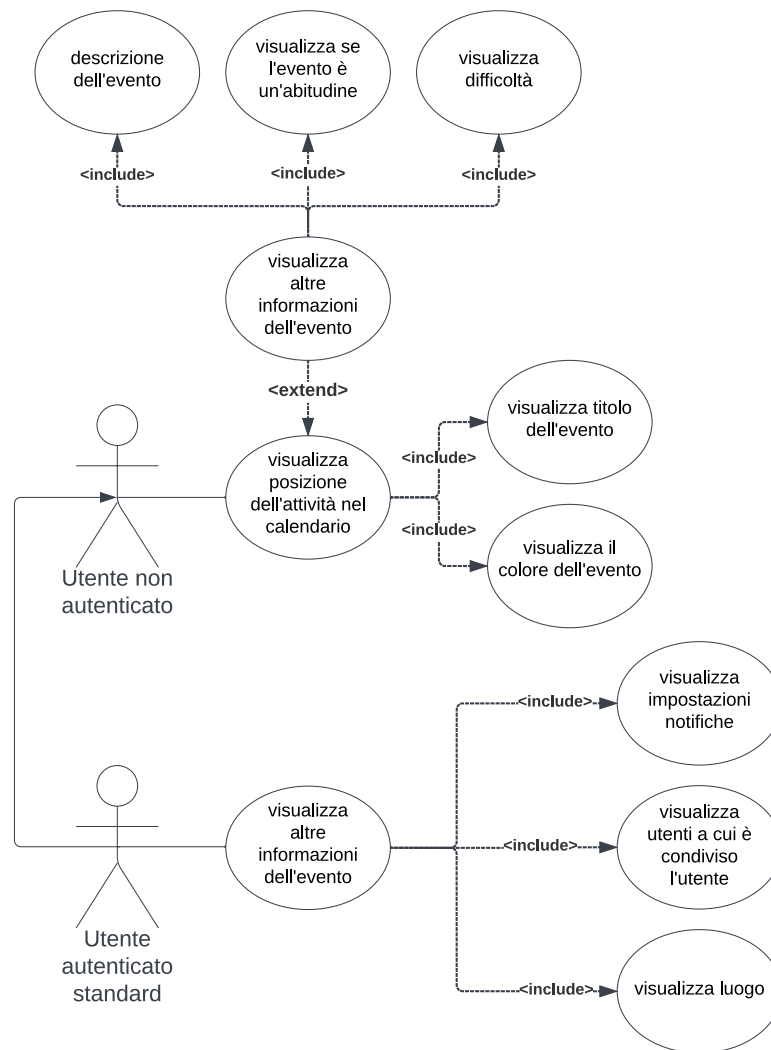 descrizione
dell'evento
visualizza se
l'evento è
un'abitudine
visualizza
difficoltà
<include>
<include>
<include>
visualizza
altre
informazioni
dell'evento
<extend>
visualizza titolo
dell'evento
<include>
visualizza
posizione
dell'attività nel
calendario
<include>
visualizza il
colore dell'evento
Utente non
autenticato
visualizza
impostazioni
notifiche
<include>
visualizza
altre
informazioni
dell'evento
<include>
visualizza
utenti a cui è
condiviso
l'utente
Utente
autenticato
standard
<include>
visualizza luogo